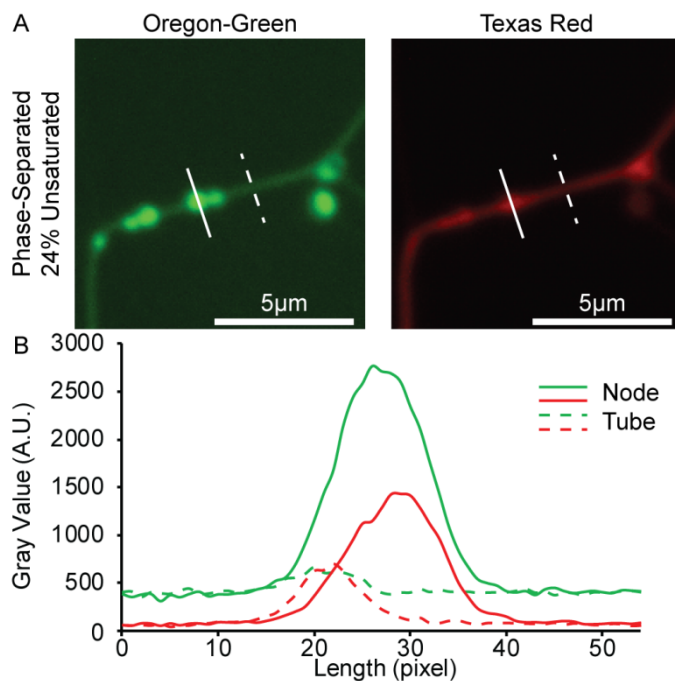 A
Oregon-Green
Texas Red
Phase-Separated
24% Unsaturated
5µm
5µm
B
3000
2500
2000
1500
1000
500
0
Gray Value (A.U.)
Node
Tube
0
10
20
30
40
50
Length (pixel)